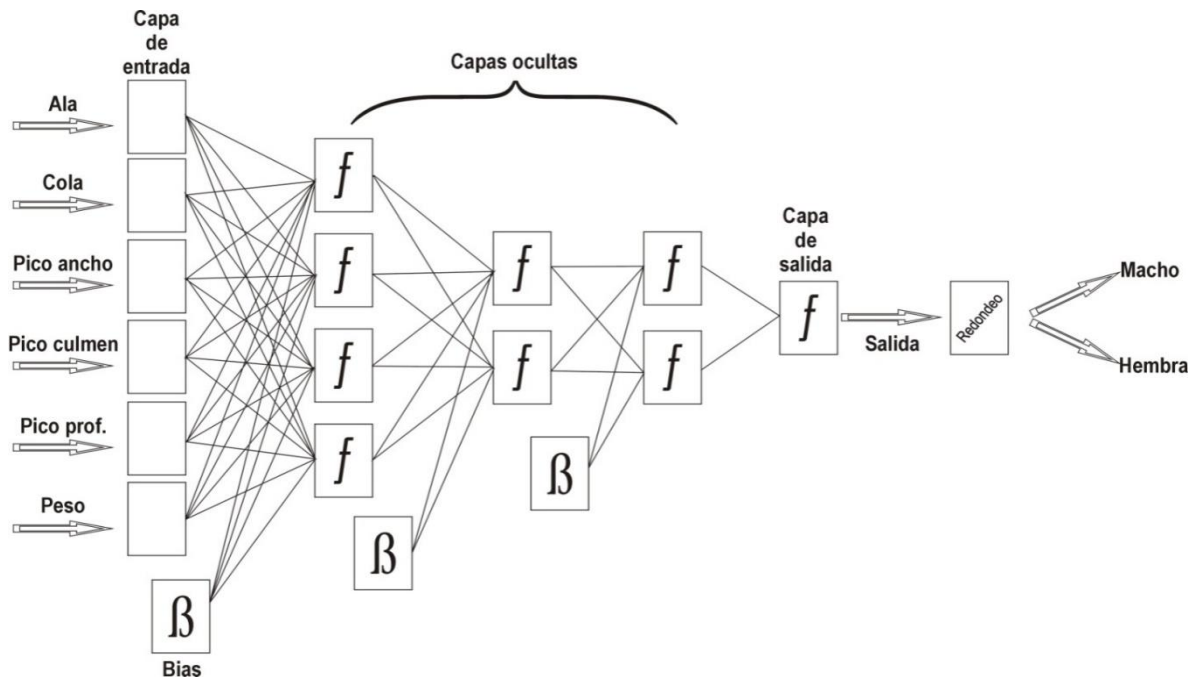 Capa
de
entrada
Capas ocultas
Ala
Cola
Pico ancho
Pico culmen
Pico prof.
Peso
ƒ
ƒ
ƒ
ƒ
ƒ
ƒ
ƒ
ƒ
Capa
de
salida
ƒ
Salida
Redondeo
Macho
Hembra
ß
ß
ß
Bias